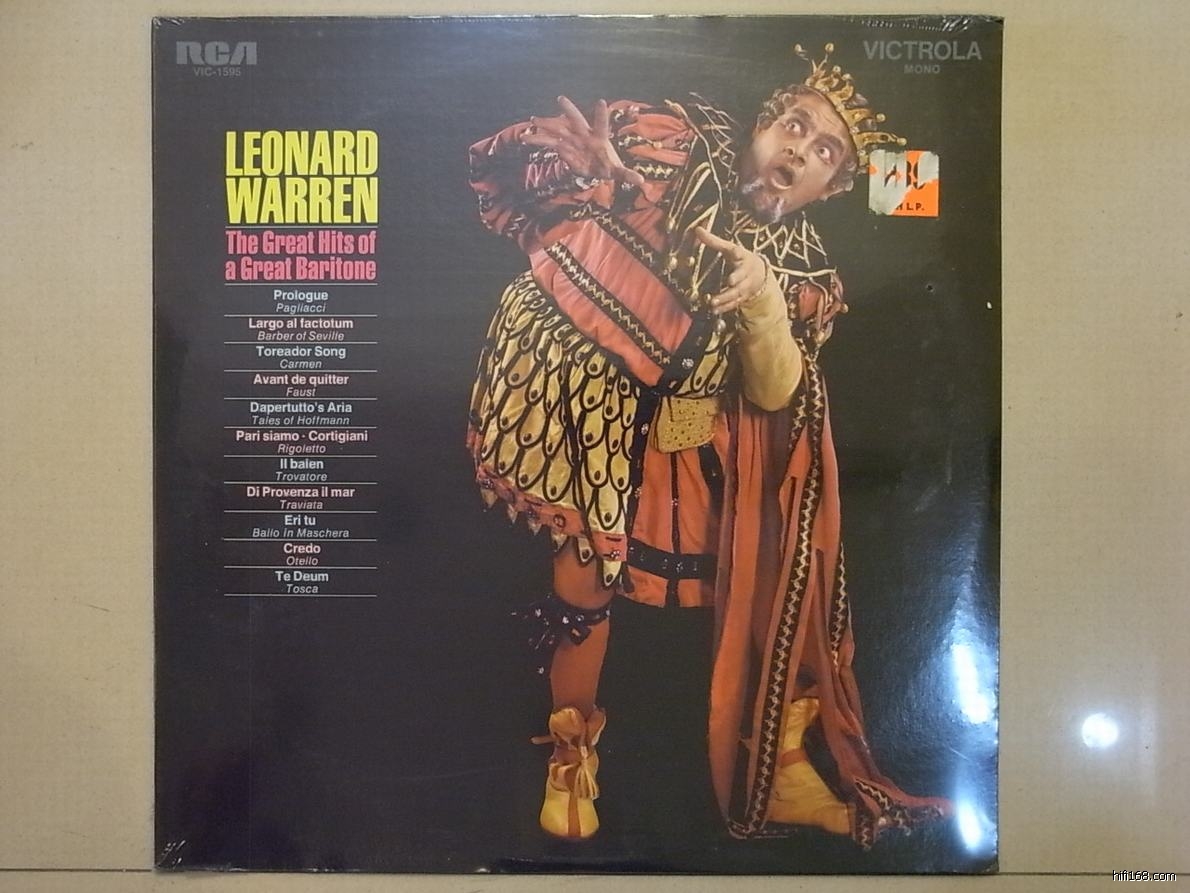 RCA
VIC-1595
VICTROLA
MONO
LEONARD
WARREN
The Great Hits of
a Great Baritone
Prologue
Pagliacci
Largo al factotum
Barber of Seville
Toreador Song
Carmen
Avant de quitter
Faust
Dapertutto's Aria
Tales of Hoffmann
Pari siamo · Cortigiani
Rigoletto
Il balen
Trovatore
Di Provenza il mar
Traviata
Eri tu
Ballo in Maschera
Credo
Otello
Te Deum
Tosca
L.P.
hifi168.com